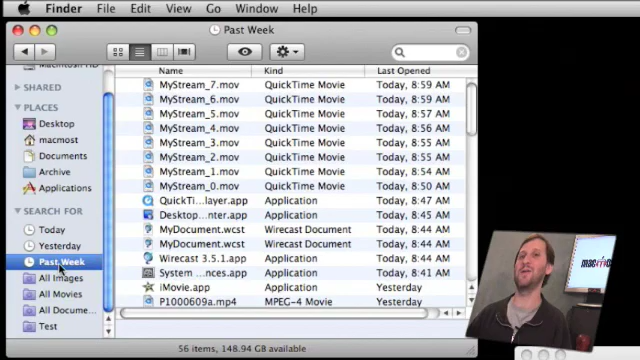 Finder File Edit View Go Window Help
Past Week
Name Kind Last Opened
Macintosh HD
SHARED
PLACES
Desktop
macmost
Documents
Archive
Applications
SEARCH FOR
Today
Yesterday
Past Week
All Images
All Movies
All Docume...
Test
MyStream_7.mov QuickTime Movie Today, 8:59 AM
MyStream_6.mov QuickTime Movie Today, 8:59 AM
MyStream_5.mov QuickTime Movie Today, 8:57 AM
MyStream_4.mov QuickTime Movie Today, 8:56 AM
MyStream_3.mov QuickTime Movie Today, 8:55 AM
MyStream_2.mov QuickTime Movie Today, 8:55 AM
MyStream_1.mov QuickTime Movie Today, 8:54 AM
MyStream_0.mov QuickTime Movie Today, 8:50 AM
QuickTi...layer.app Application Today, 8:47 AM
Desktop...nter.app Application Today, 8:45 AM
MyDocument.wcst Wirecast Document Today, 8:44 AM
MyDocument.wcst Wirecast Document Today, 8:44 AM
Wirecast 3.5.1.app Application Today, 8:44 AM
System ...nces.app Application Today, 8:41 AM
iMovie.app Application Yesterday
P1000609a.mp4 MPEG-4 Movie Yesterday
56 items, 148.94 GB available